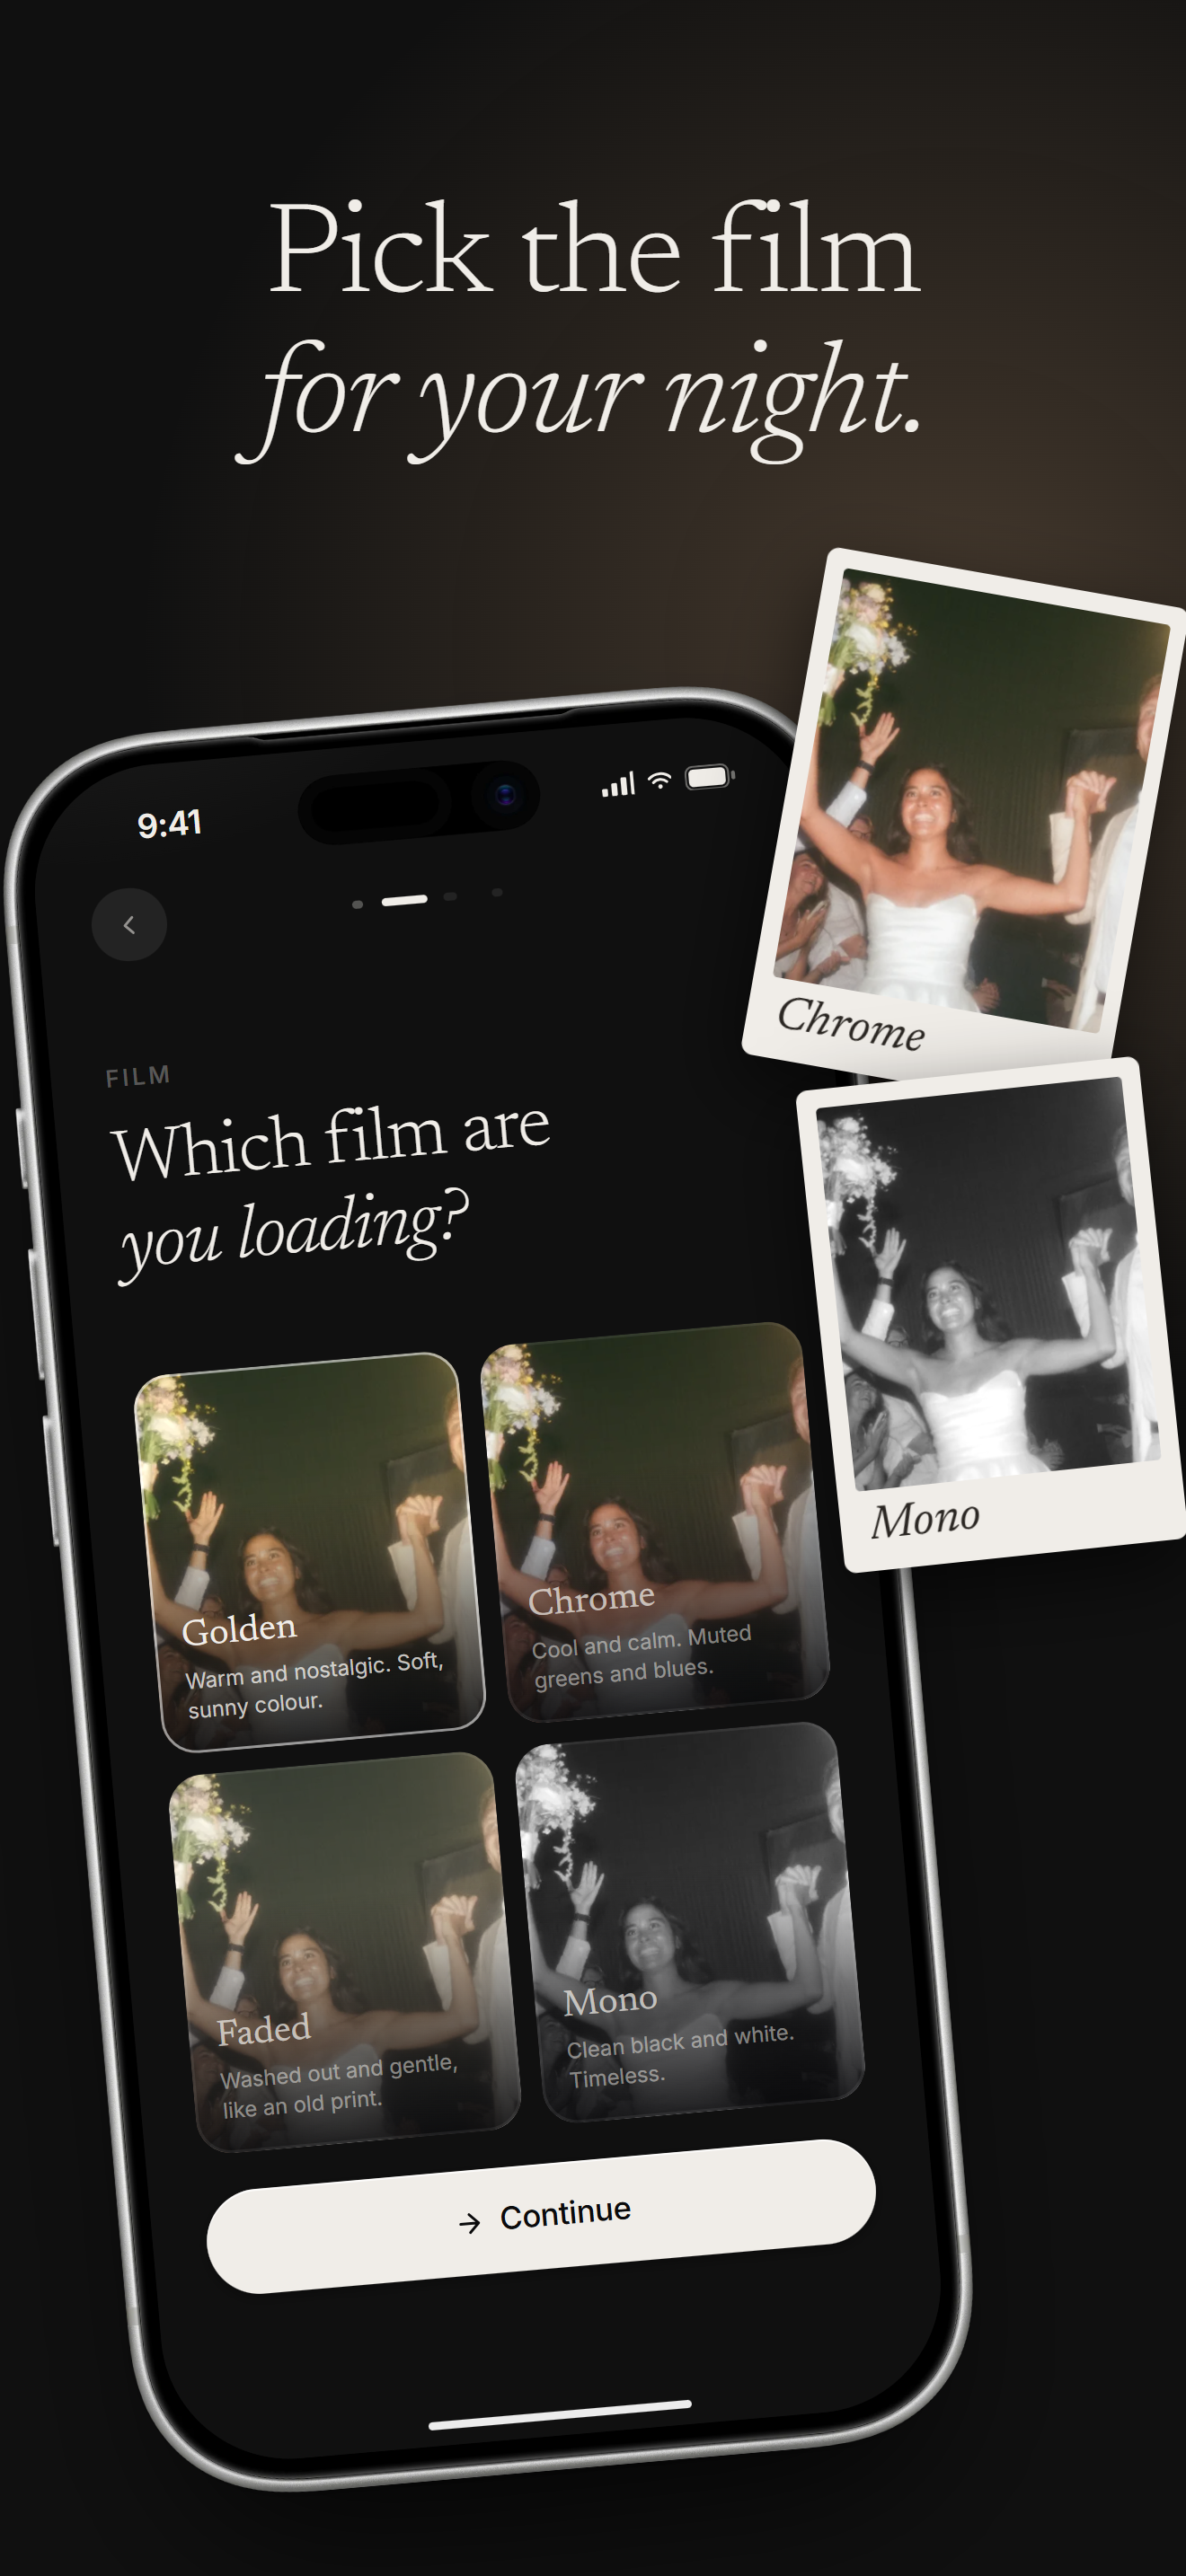 Pick the film
for your night.
9:41
FILM
Which film are
you loading?
Chrome
Mono
Golden
Warm and nostalgic. Soft,
sunny colour.
Chrome
Cool and calm. Muted
greens and blues.
Faded
Washed out and gentle,
like an old print.
Mono
Clean black and white.
Timeless.
Continue